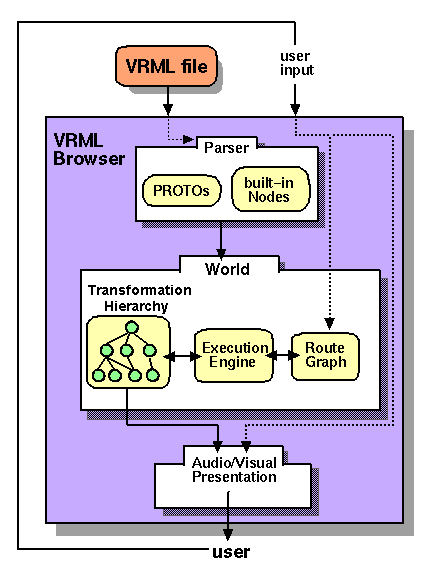 user
input
VRML file
VRML
Browser
Parser
PROTOs
built-in
Nodes
World
Transformation
Hierarchy
Execution
Engine
Route
Graph
Audio/Visual
Presentation
user